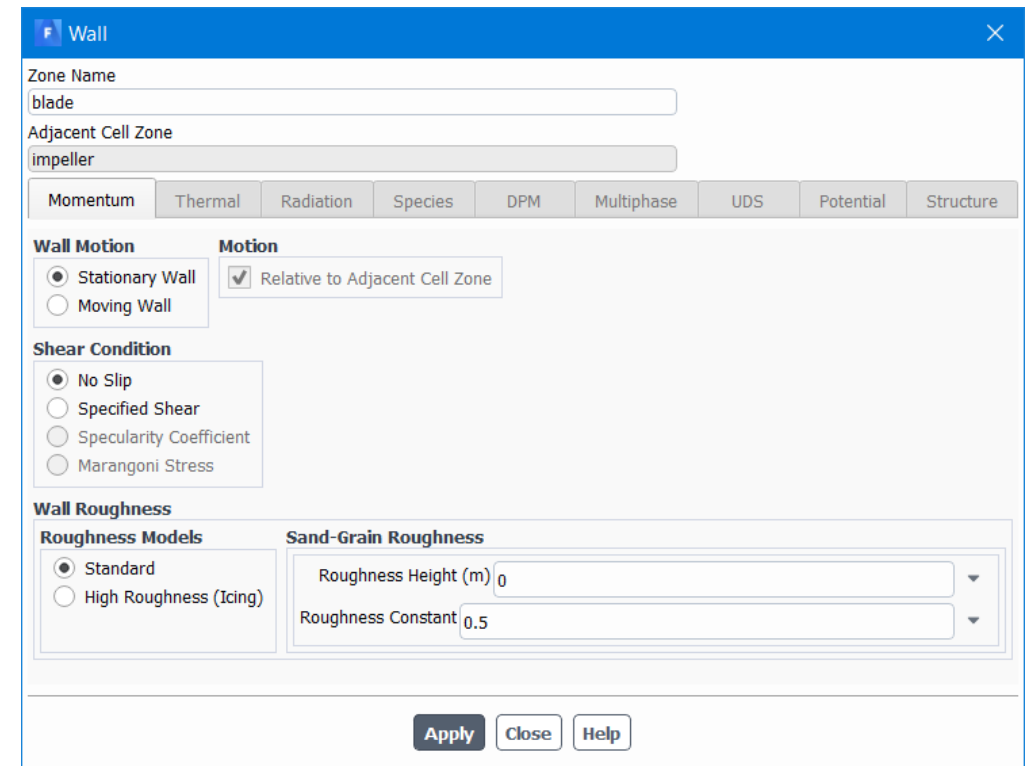 F Wall
Zone Name
blade
Adjacent Cell Zone
impeller
Momentum Thermal Radiation Species DPM Multiphase UDS Potential Structure
Wall Motion Motion
Stationary Wall Relative to Adjacent Cell Zone
Moving Wall
Shear Condition
No Slip
Specified Shear
Specularity Coefficient
Marangoni Stress
Wall Roughness
Roughness Models Sand-Grain Roughness
Standard Roughness Height (m) 0
High Roughness (Icing)
Roughness Constant 0.5
Apply Close Help